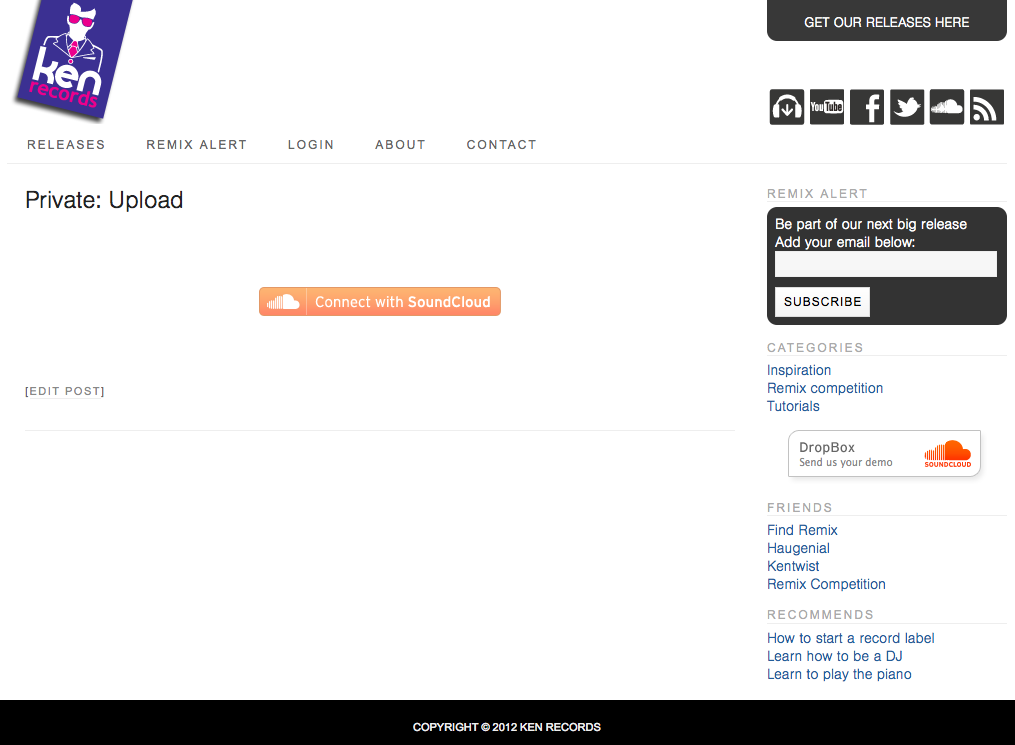 ken
records
GET OUR RELEASES HERE
You Tube
RELEASES REMIX ALERT LOGIN ABOUT CONTACT
Private: Upload
Connect with SoundCloud
[EDIT POST]
REMIX ALERT
Be part of our next big release
Add your email below:
SUBSCRIBE
CATEGORIES
Inspiration
Remix competition
Tutorials
DropBox
Send us your demo
SOUNDCLOUD
FRIENDS
Find Remix
Haugenial
Kentwist
Remix Competition
RECOMMENDS
How to start a record label
Learn how to be a DJ
Learn to play the piano
COPYRIGHT © 2012 KEN RECORDS